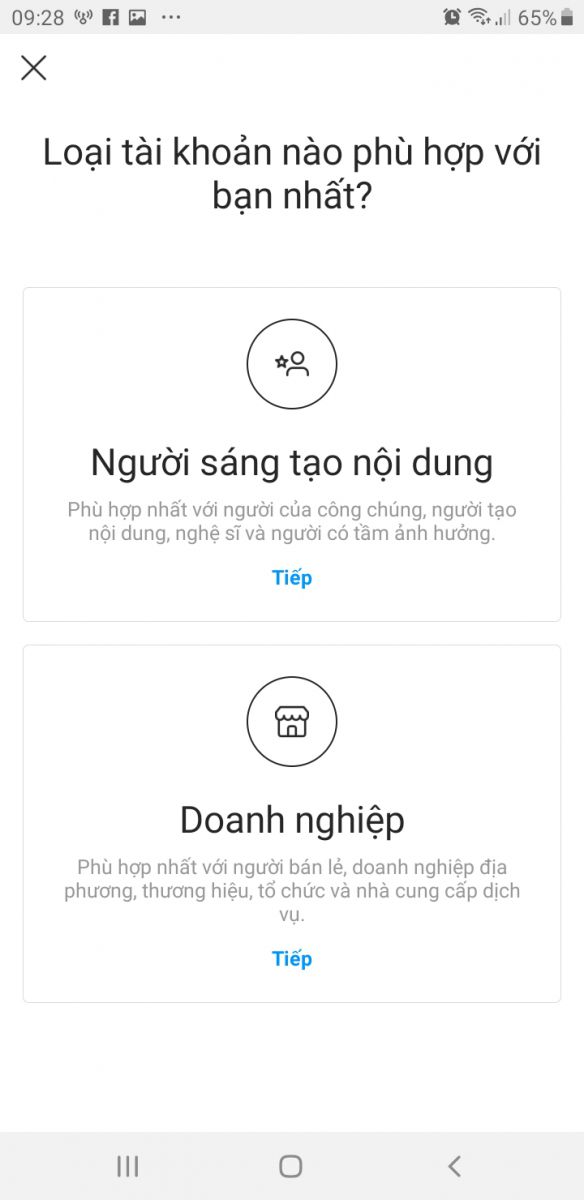 09:28 65%
Loại tài khoản nào phù hợp với
bạn nhất?
Người sáng tạo nội dung
Phù hợp nhất với người của công chúng, người tạo
nội dung, nghệ sĩ và người có tầm ảnh hưởng.
Tiếp
Doanh nghiệp
Phù hợp nhất với người bán lẻ, doanh nghiệp địa
phương, thương hiệu, tổ chức và nhà cung cấp dịch
vụ.
Tiếp